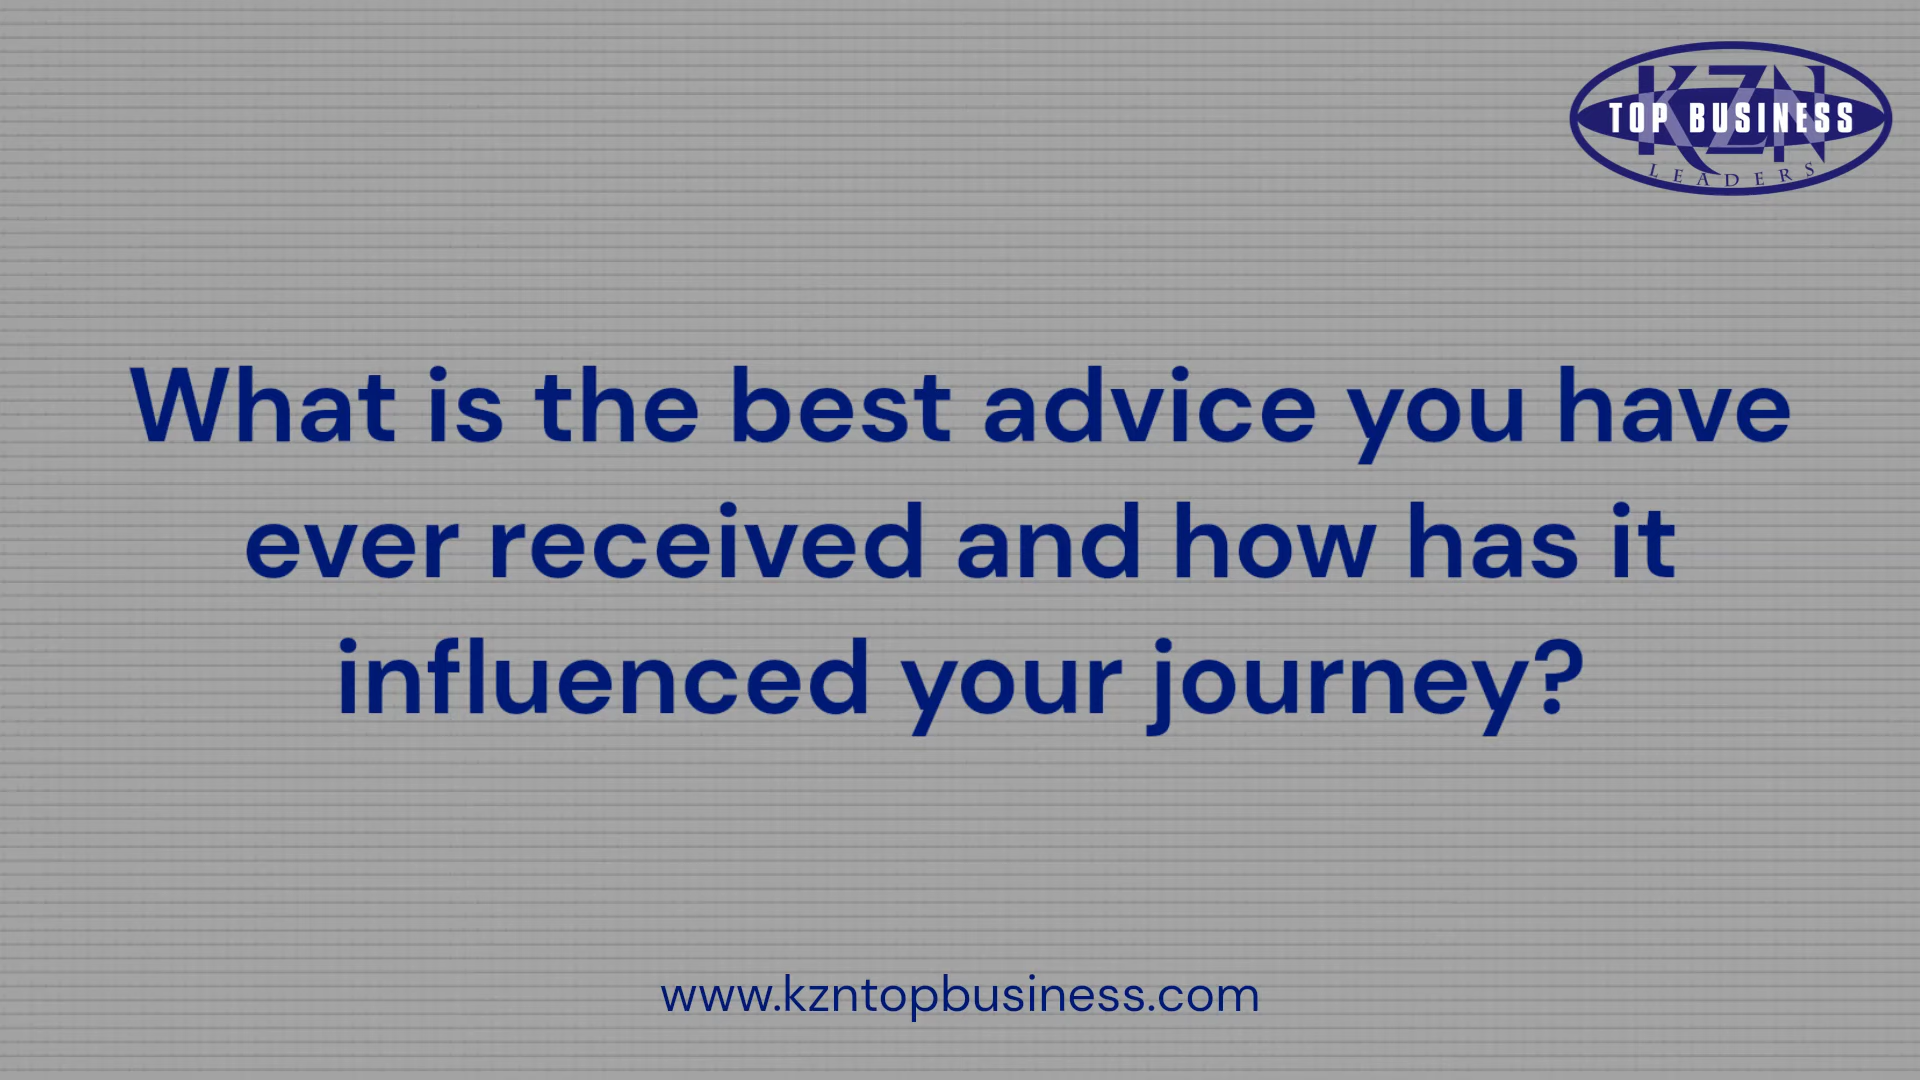 KZN
TOP BUSINESS
LEADERS
What is the best advice you have
ever received and how has it
influenced your journey?
www.kzntopbusiness.com